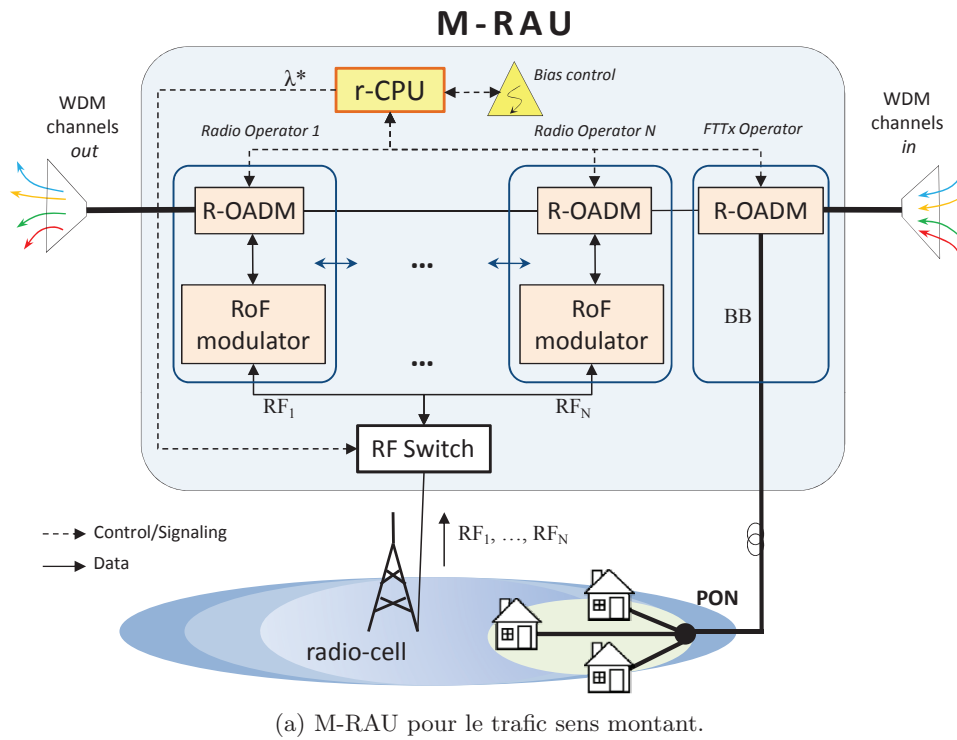 M-RAU
λ*
r-CPU
Bias control
WDM
channels
out
WDM
channels
in
Radio Operator 1
Radio Operator N
FTTx Operator
R-OADM
R-OADM
R-OADM
...
RoF
modulator
RoF
modulator
BB
...
RF1
RFN
RF Switch
Control/Signaling
Data
RF1, ..., RFN
PON
radio-cell
(a) M-RAU pour le trafic sens montant.